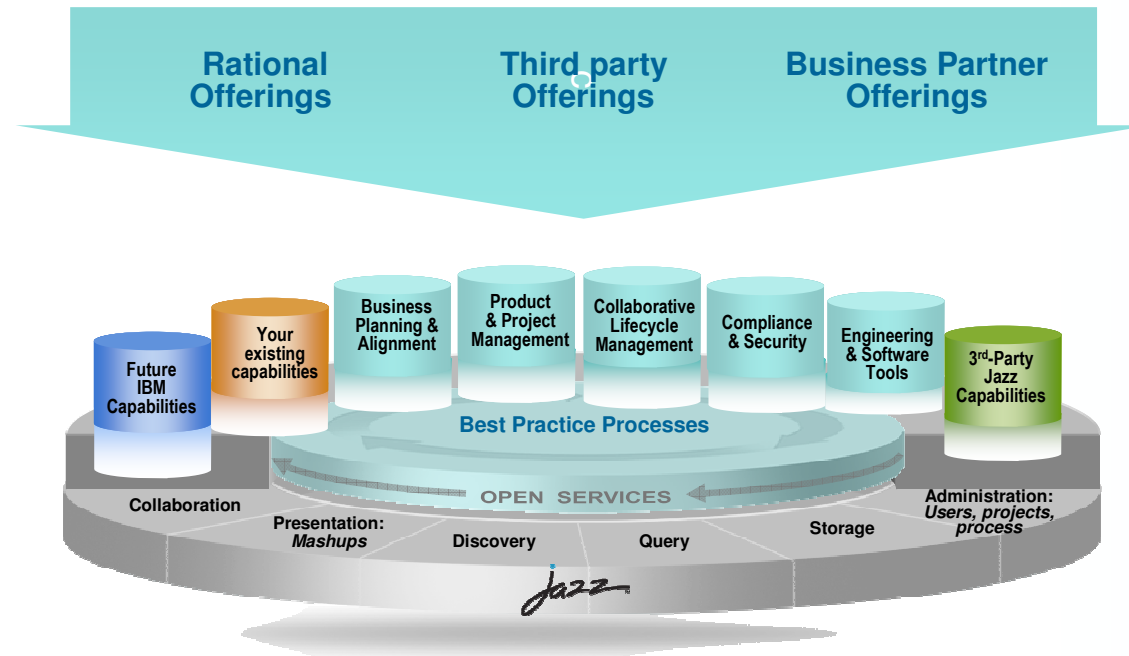 Rational
Offerings
Third party
Offerings
Business Partner
Offerings
Future
IBM
Capabilities
Your
existing
capabilities
Business
Planning &
Alignment
Product
& Project
Management
Collaborative
Lifecycle
Management
Compliance
& Security
Engineering
& Software
Tools
3rd-Party
Jazz
Capabilities
Best Practice Processes
OPEN SERVICES
Collaboration
Presentation:
Mashups
Discovery
Query
Storage
Administration:
Users, projects,
process
jazz